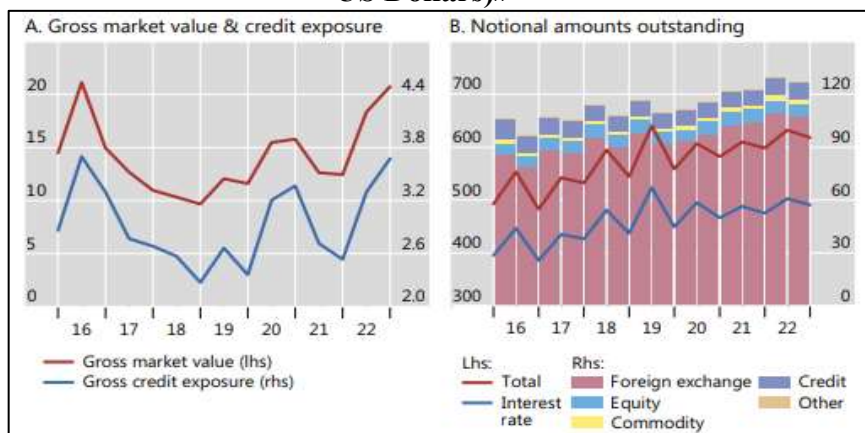 US Dollars)
A. Gross market value & credit exposure
20
15
10
5
0
4.4
3.8
3.2
2.6
2.0
16 17 18 19 20 21 22
Gross market value (lhs)
Gross credit exposure (rhs)
B. Notional amounts outstanding
700
600
500
400
300
120
90
60
30
0
16 17 18 19 20 21 22
Lhs: Rhs:
Total Foreign exchange Credit
Interest rate Equity Other
Commodity